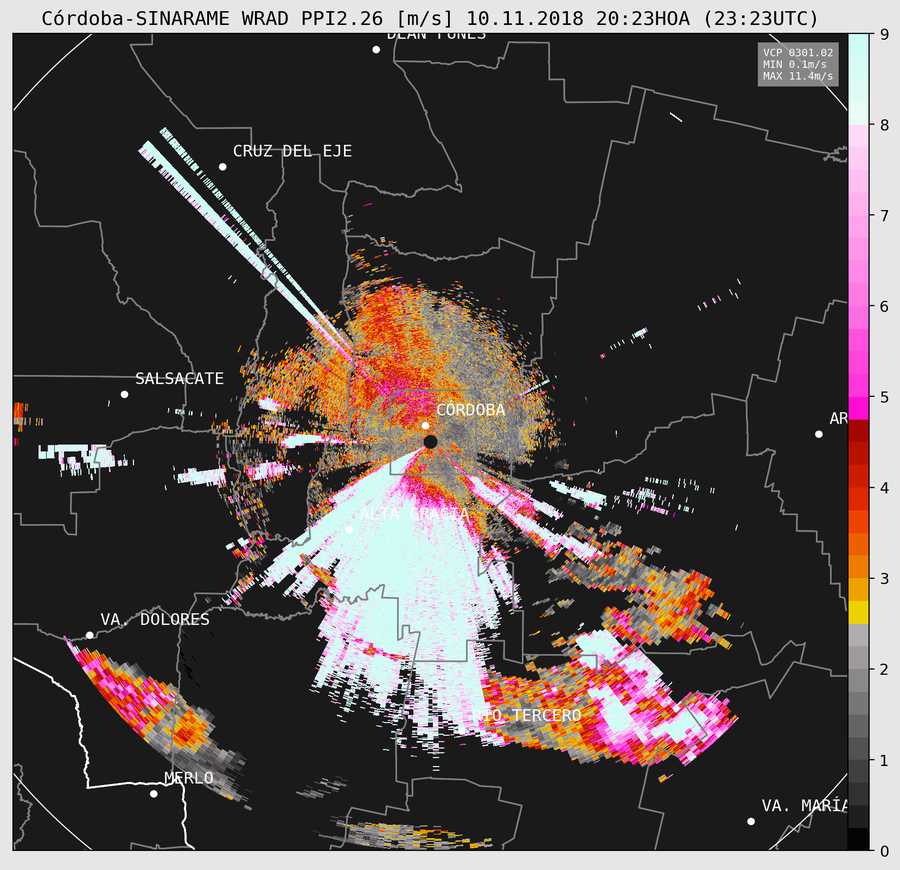 Córdoba-SINARAME WRAD PPI2.26 [m/s] 10.11.2018 20:23HOA (23:23UTC)
DEAN FUNES
VCP 0301.02
MIN 0.1m/s
MAX 11.4m/s
9
CRUZ DEL EJE
8
7
6
SALSACATE
5
CÓRDOBA
AR
4
ALTA GRACIA
3
VA. DOLORES
2
RIO TERCERO
1
MERLO
VA. MARÍA
0